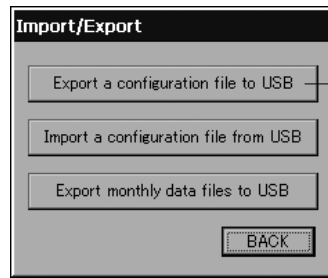 Import/Export
Export a configuration file to USB
Import a configuration file from USB
Export monthly data files to USB
BACK